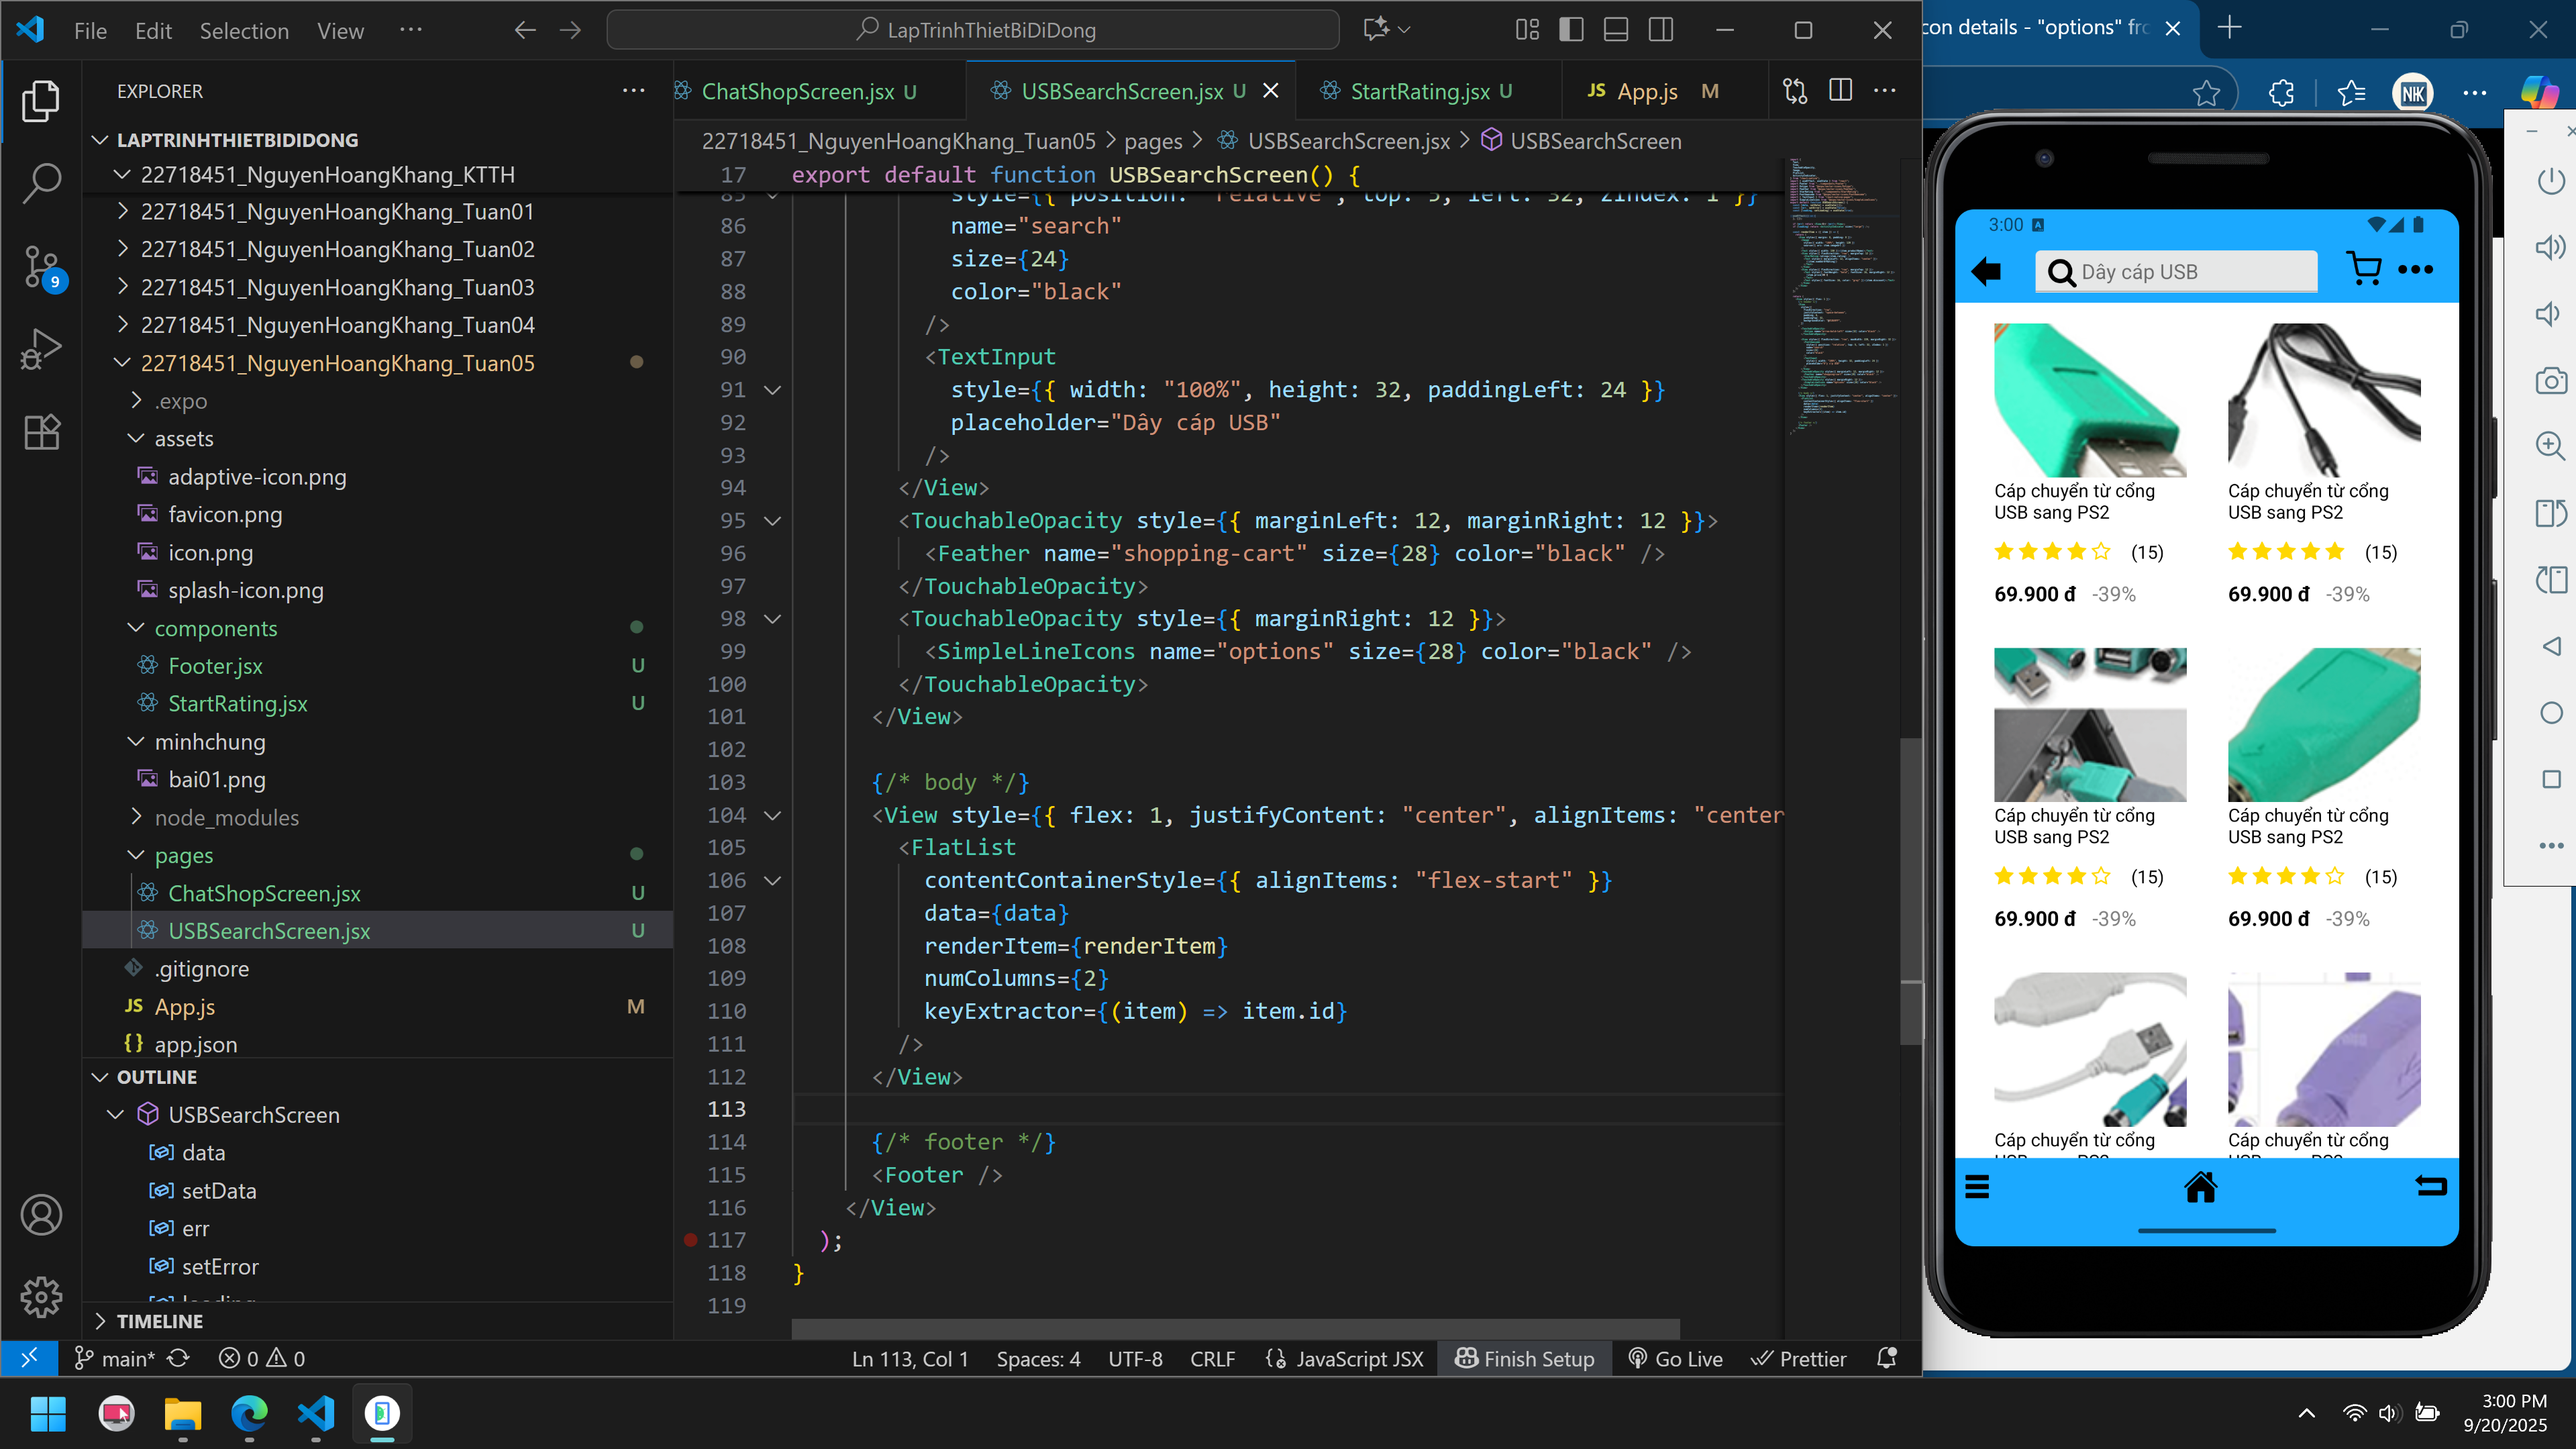 File Edit Selection View ···
LapTrinhThietBiDiDong
con details - "options" fro
EXPLORER
LAPTRINHTHIETBIDIDONG
22718451_NguyenHoangKhang_KTTH
22718451_NguyenHoangKhang_Tuan01
22718451_NguyenHoangKhang_Tuan02
22718451_NguyenHoangKhang_Tuan03
22718451_NguyenHoangKhang_Tuan04
22718451_NguyenHoangKhang_Tuan05
.expo
assets
adaptive-icon.png
favicon.png
icon.png
splash-icon.png
components
Footer.jsx U
StartRating.jsx U
minhchung
bai01.png
node_modules
pages
ChatShopScreen.jsx U
USBSearchScreen.jsx U
.gitignore
JS App.js M
{} app.json
OUTLINE
USBSearchScreen
data
setData
err
setError
TIMELINE
9
ChatShopScreen.jsx U
USBSearchScreen.jsx U
StartRating.jsx U
JS App.js M
22718451_NguyenHoangKhang_Tuan05 > pages > USBSearchScreen.jsx > USBSearchScreen
17 export default function USBSearchScreen() {
85 style={{ position: "relative", top: 5, left: 32, zIndex: 1 }}
86 name="search"
87 size={24}
88 color="black"
89 />
90 <TextInput
91 style={{ width: "100%", height: 32, paddingLeft: 24 }}
92 placeholder="Dây cáp USB"
93 />
94 </View>
95 <TouchableOpacity style={{ marginLeft: 12, marginRight: 12 }}>
96 <Feather name="shopping-cart" size={28} color="black" />
97 </TouchableOpacity>
98 <TouchableOpacity style={{ marginRight: 12 }}>
99 <SimpleLineIcons name="options" size={28} color="black" />
100 </TouchableOpacity>
101 </View>
102
103 {/* body */}
104 <View style={{ flex: 1, justifyContent: "center", alignItems: "center
105 <FlatList
106 contentContainerStyle={{ alignItems: "flex-start" }}
107 data={data}
108 renderItem={renderItem}
109 numColumns={2}
110 keyExtractor={(item) => item.id}
111 />
112 </View>
113
114 {/* footer */}
115 <Footer />
116 </View>
117 );
118 }
119
main* 0 0
Ln 113, Col 1 Spaces: 4 UTF-8 CRLF JavaScript JSX Finish Setup Go Live Prettier
NK
3:00
Dây cáp USB
Cáp chuyển từ cổng
USB sang PS2
(15)
69.900 đ -39%
Cáp chuyển từ cổng
USB sang PS2
(15)
69.900 đ -39%
Cáp chuyển từ cổng
USB sang PS2
(15)
69.900 đ -39%
Cáp chuyển từ cổng
USB sang PS2
(15)
69.900 đ -39%
Cáp chuyển từ cổng
Cáp chuyển từ cổng
3:00 PM
9/20/2025